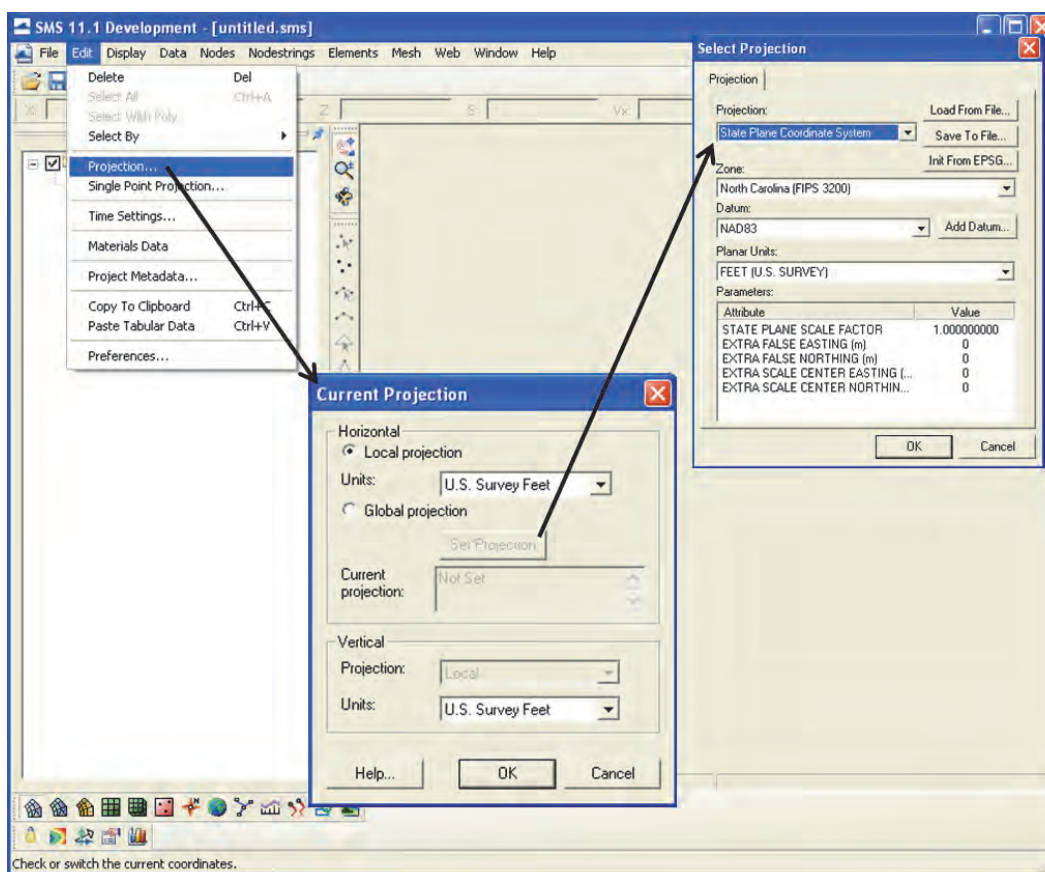 SMS 11.1 Development - [untitled.sms]
File Edit Display Data Nodes Nodestrings Elements Mesh Web Window Help
Z S Vx
Delete Del
Select All Ctrl+A
Select With Poly
Select By
Projection...
Single Point Projection...
Time Settings...
Materials Data
Project Metadata...
Copy To Clipboard Ctrl+C
Paste Tabular Data Ctrl+V
Preferences...
Current Projection
Horizontal
Local projection
Units: U.S. Survey Feet
Global projection
Set Projection
Current projection: Not Set
Vertical
Projection: Local
Units: U.S. Survey Feet
Help... OK Cancel
Select Projection
Projection
Projection: Load From File...
State Plane Coordinate System Save To File...
Zone: Init From EPSG...
North Carolina (FIPS 3200)
Datum:
NAD83 Add Datum...
Planar Units:
FEET (U.S. SURVEY)
Parameters:
Attribute Value
STATE PLANE SCALE FACTOR 1.000000000
EXTRA FALSE EASTING (m) 0
EXTRA FALSE NORTHING (m) 0
EXTRA SCALE CENTER EASTING (... 0
EXTRA SCALE CENTER NORTHIN... 0
OK Cancel
Check or switch the current coordinates.